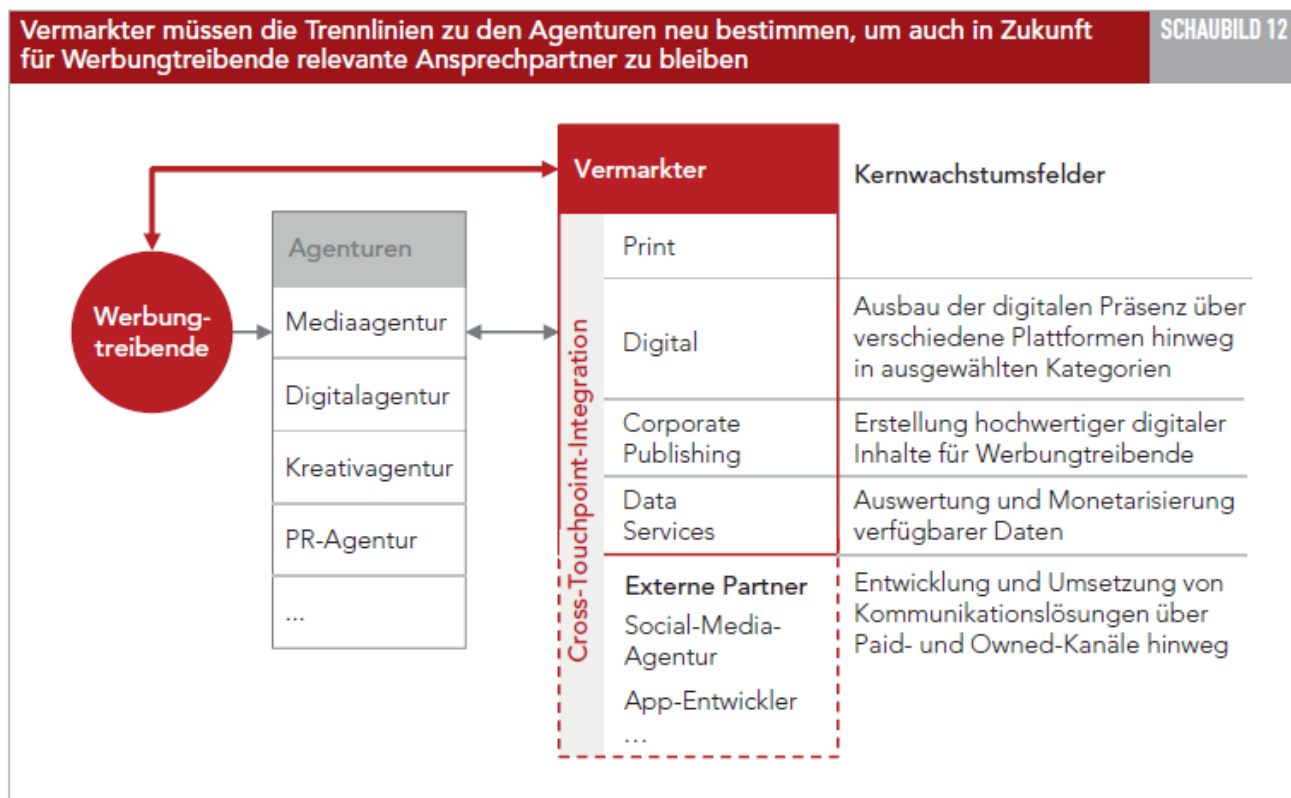 Vermarkter müssen die Trennlinien zu den Agenturen neu bestimmen, um auch in Zukunft
für Werbungtreibende relevante Ansprechpartner zu bleiben
SCHAUBILD 12
Werbung-
treibende
Agenturen
Mediaagentur
Digitalagentur
Kreativagentur
PR-Agentur
...
Vermarkter
Kernwachstumsfelder
Cross-Touchpoint-Integration
Print
Digital
Ausbau der digitalen Präsenz über
verschiedene Plattformen hinweg
in ausgewählten Kategorien
Corporate
Publishing
Erstellung hochwertiger digitaler
Inhalte für Werbungtreibende
Data
Services
Auswertung und Monetarisierung
verfügbarer Daten
Externe Partner
Social-Media-
Agentur
App-Entwickler
...
Entwicklung und Umsetzung von
Kommunikationslösungen über
Paid- und Owned-Kanäle hinweg